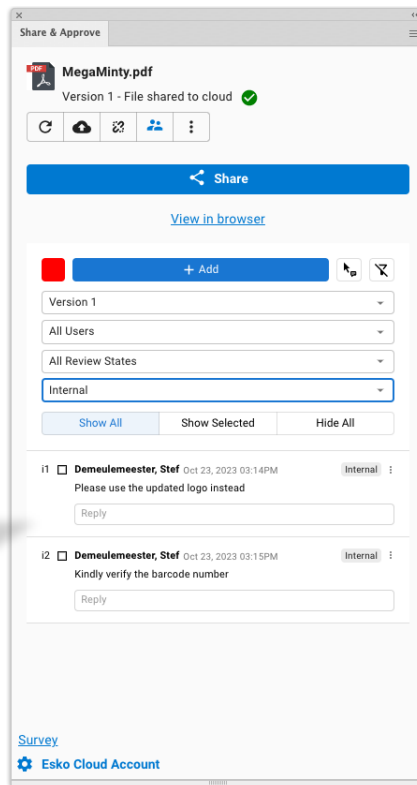 Share & Approve
PDF
MegaMinty.pdf
Version 1 - File shared to cloud
Share
View in browser
+ Add
Version 1
All Users
All Review States
Internal
Show All Show Selected Hide All
i1 Demeulemeester, Stef Oct 23, 2023 03:14PM Internal
Please use the updated logo instead
Reply
i2 Demeulemeester, Stef Oct 23, 2023 03:15PM Internal
Kindly verify the barcode number
Reply
Survey
Esko Cloud Account